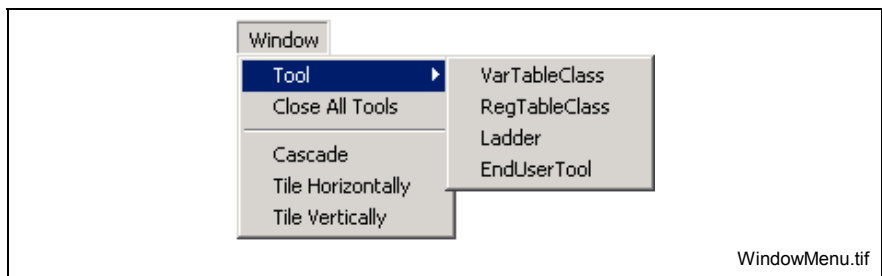 Window
Tool
Close All Tools
Cascade
Tile Horizontally
Tile Vertically
VarTableClass
RegTableClass
Ladder
EndUserTool
WindowMenu.tif